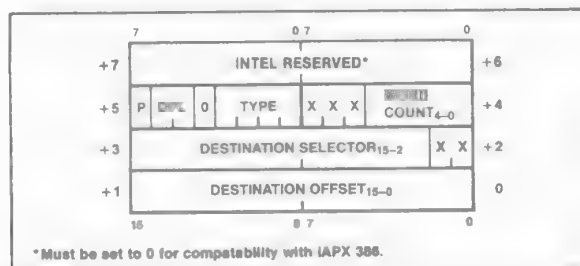 7 0 7 0
+7 INTEL RESERVED* +6
+5 P 0 TYPE X X X COUNT4–0 +4
+3 DESTINATION SELECTOR15–2 X X +2
+1 DESTINATION OFFSET15–0 0
15 8 7 0
*Must be set to 0 for compatability with iAPX 386.